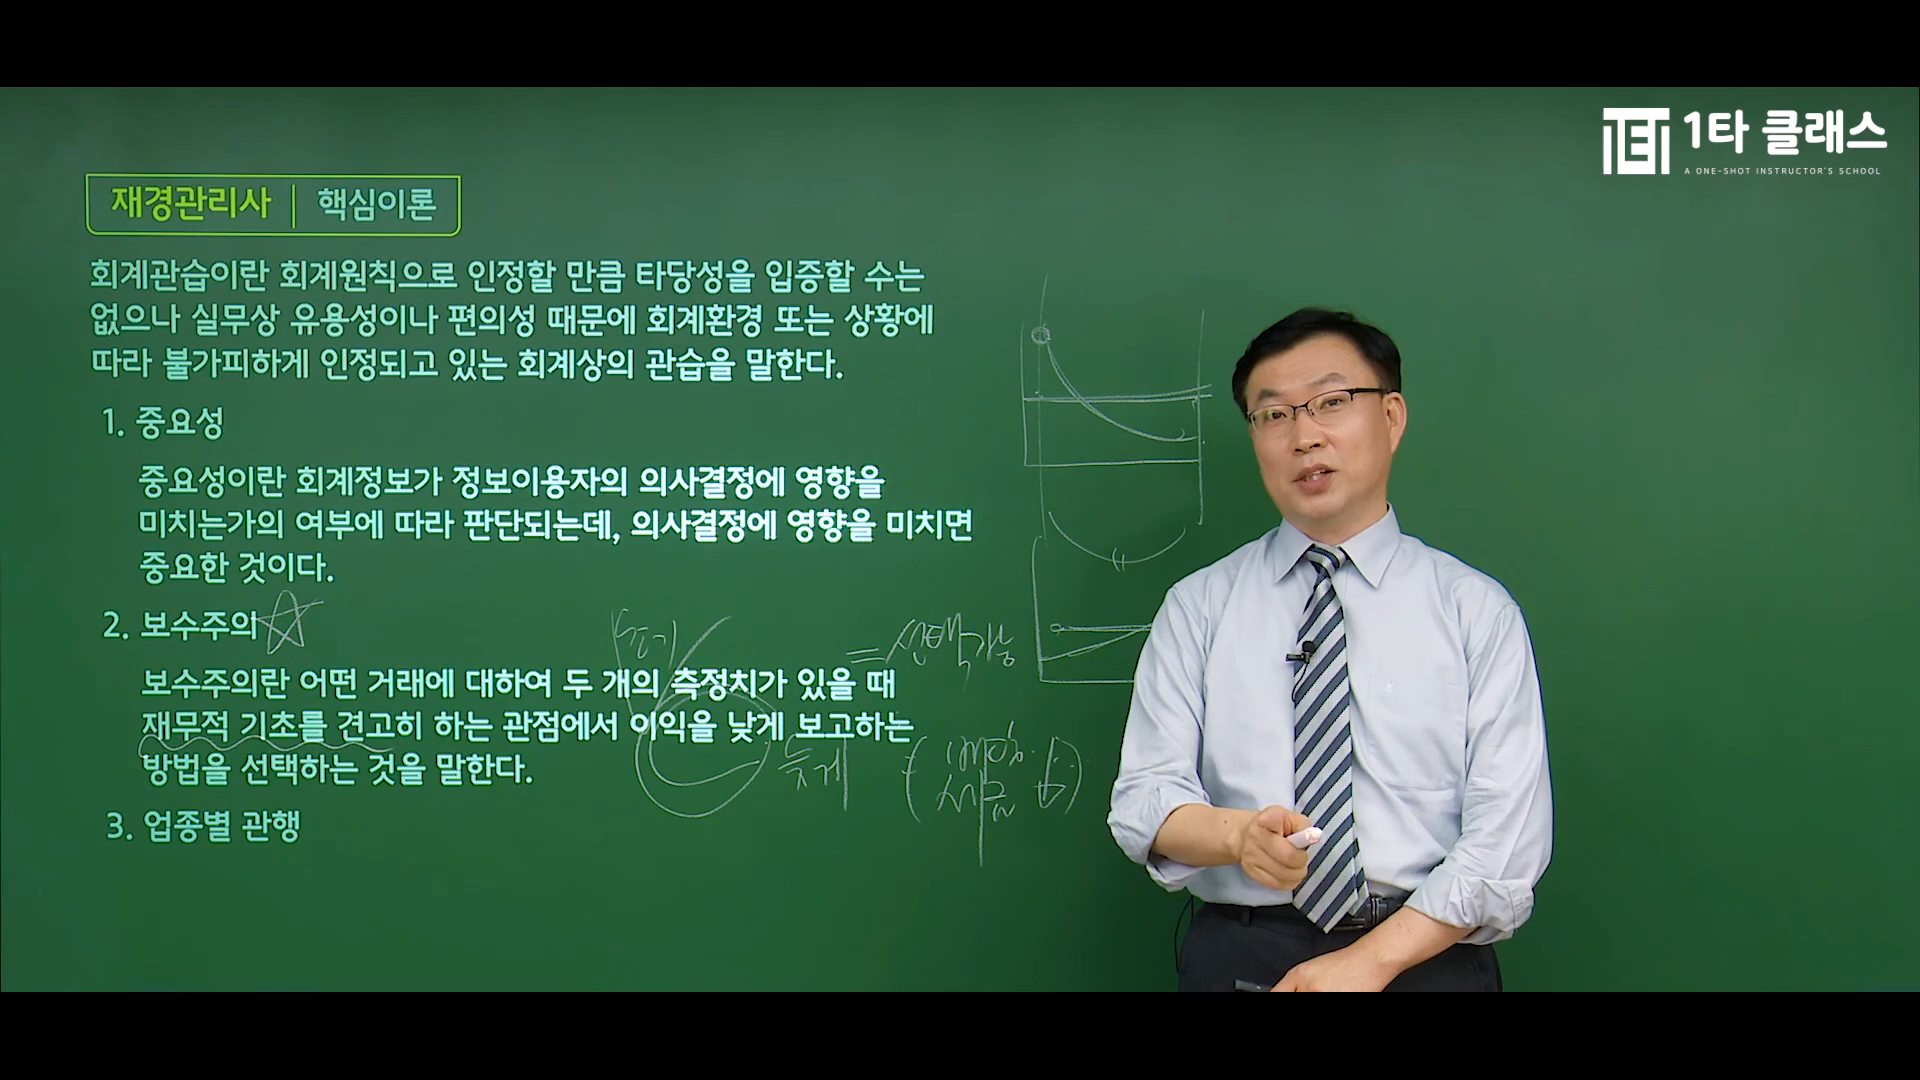 1타 클래스
A ONE-SHOT INSTRUCTOR'S SCHOOL
재경관리사 | 핵심이론
회계관습이란 회계원칙으로 인정할 만큼 타당성을 입증할 수는
없으나 실무상 유용성이나 편의성 때문에 회계환경 또는 상황에
따라 불가피하게 인정되고 있는 회계상의 관습을 말한다.
1. 중요성
중요성이란 회계정보가 정보이용자의 의사결정에 영향을
미치는가의 여부에 따라 판단되는데, 의사결정에 영향을 미치면
중요한 것이다.
2. 보수주의
=선택가능
보수주의란 어떤 거래에 대하여 두 개의 측정치가 있을 때
재무적 기초를 견고히 하는 관점에서 이익을 낮게 보고하는
늦게
세금
방법을 선택하는 것을 말한다.
3. 업종별 관행